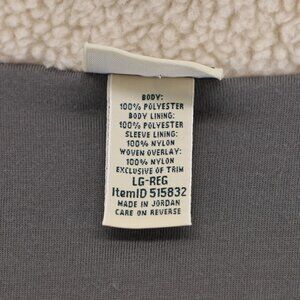 BODY:
100% POLYESTER
BODY LINING:
100% POLYESTER
SLEEVE LINING:
100% NYLON
WOVEN OVERLAY:
100% NYLON
EXCLUSIVE OF TRIM
LG-REG
ItemID 515832
MADE IN JORDAN
CARE ON REVERSE